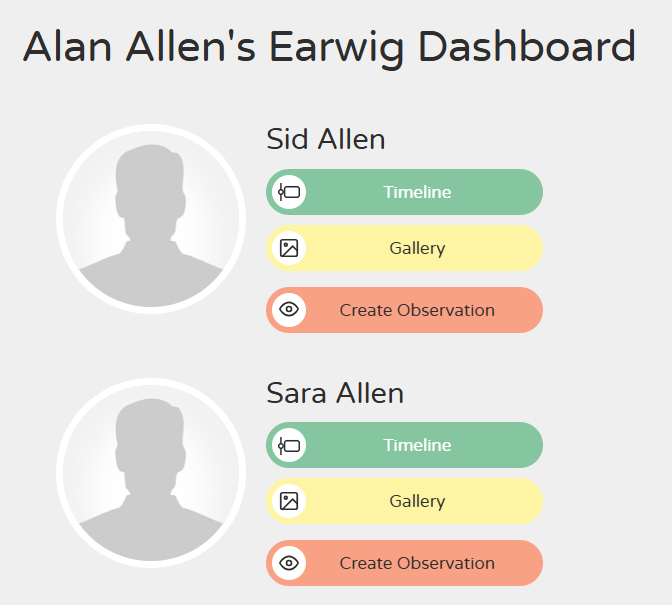 Alan Allen's Earwig Dashboard
Sid Allen
Timeline
Gallery
Create Observation
Sara Allen
Timeline
Gallery
Create Observation